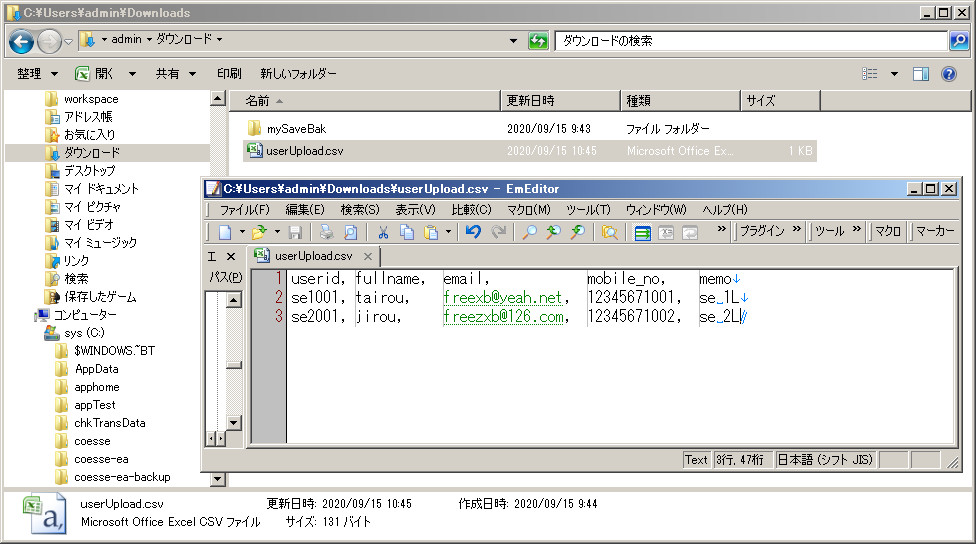 C:¥Users¥admin¥Downloads
admin ダウンロード ダウンロードの検索
整理 開く 共有 印刷 新しいフォルダー
名前 更新日時 種類 サイズ
workspace
アドレス帳
お気に入り
ダウンロード
デスクトップ
マイ ドキュメント
マイ ピクチャ
マイ ビデオ
マイ ミュージック
リンク
検索
保存したゲーム
コンピューター
sys (C:)
$WINDOWS.~BT
AppData
apphome
appTest
chkTransData
coesse
coesse-ea
coesse-ea-backup
mySaveBak 2020/09/15 9:43 ファイル フォルダー
userUpload.csv 2020/09/15 10:45 Microsoft Office Ex... 1 KB
C:¥Users¥admin¥Downloads¥userUpload.csv - EmEditor
ファイル(F) 編集(E) 検索(S) 表示(V) 比較(C) マクロ(M) ツール(T) ウィンドウ(W) ヘルプ(H)
プラグイン » ツール » マクロ マーカー
エ × userUpload.csv ×
パス(P)
1 userid, fullname, email, mobile_no, memo↓
2 se1001, tairou, freexb@yeah.net, 12345671001, se_1L↓
3 se2001, jirou, freezxb@126.com, 12345671002, se_2L
Text 3行, 47桁 日本語 (シフト JIS)
userUpload.csv 更新日時: 2020/09/15 10:45 作成日時: 2020/09/15 9:44
Microsoft Office Excel CSV ファイル サイズ: 131 バイト